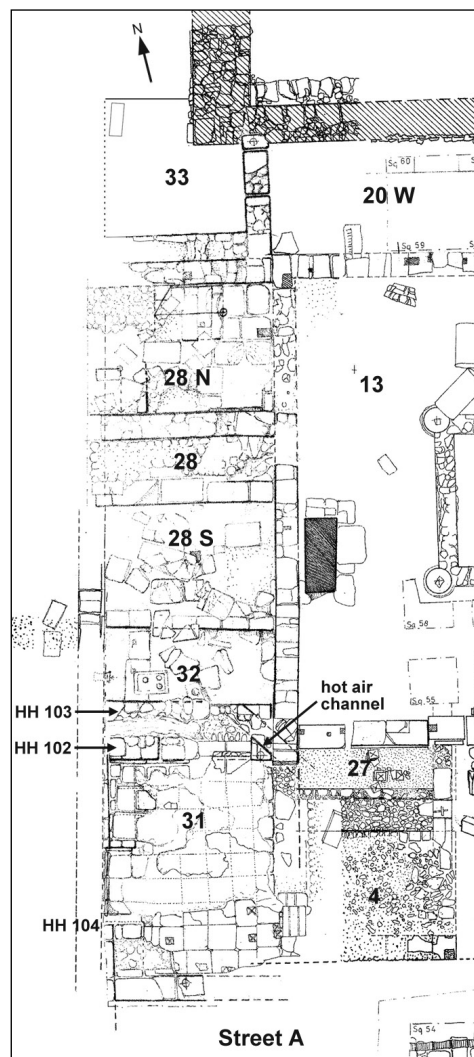 N
33
Sq 60
20 W
Sq 59
28 N
13
28
28 S
Sq 58
32
HH 103
hot air
channel
Sq 55
HH 102
27
31
4
HH 104
Street A
Sq 54